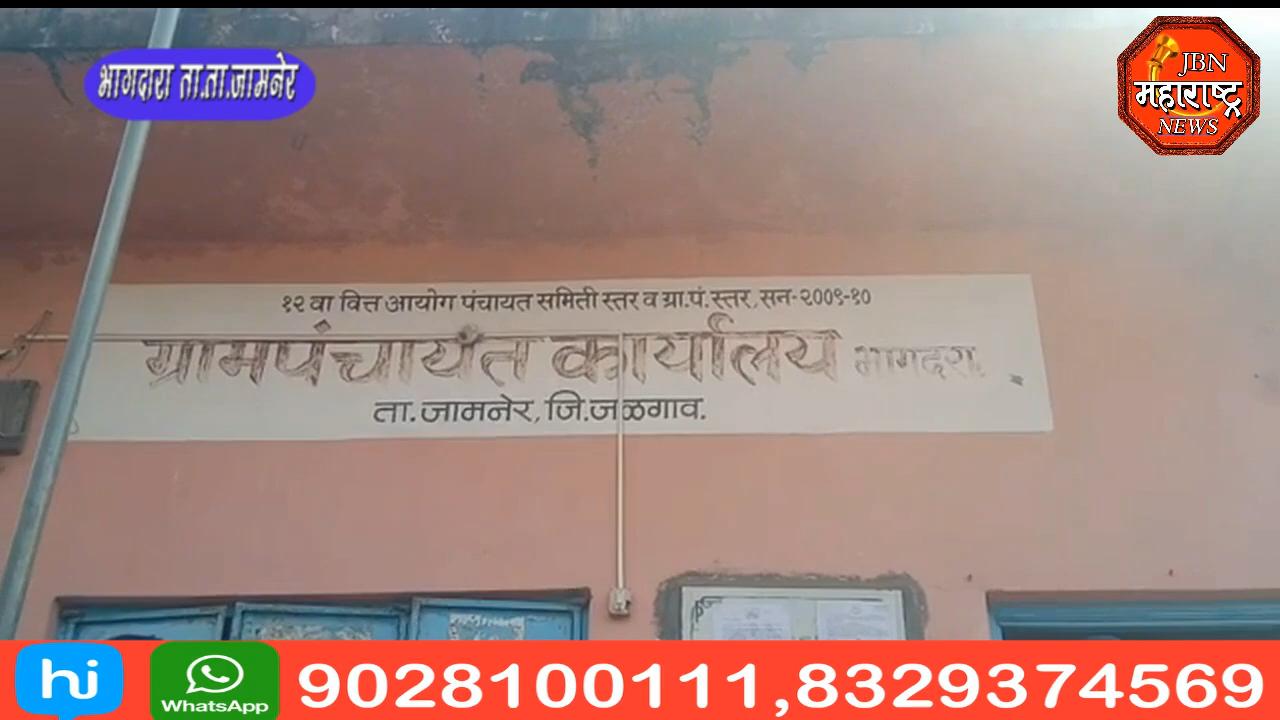 भागदारा ता.ता.जामनेर
JBN
महाराष्ट्र
NEWS
१२ वा वित्त आयोग पंचायत समिती स्तर व ग्रा.पं. स्तर, सन-२००९-१०
ग्रामपंचायत कार्यालय भागदरा.
ता.जामनेर, जि.जळगाव.
hi
WhatsApp
9028100111,8329374569